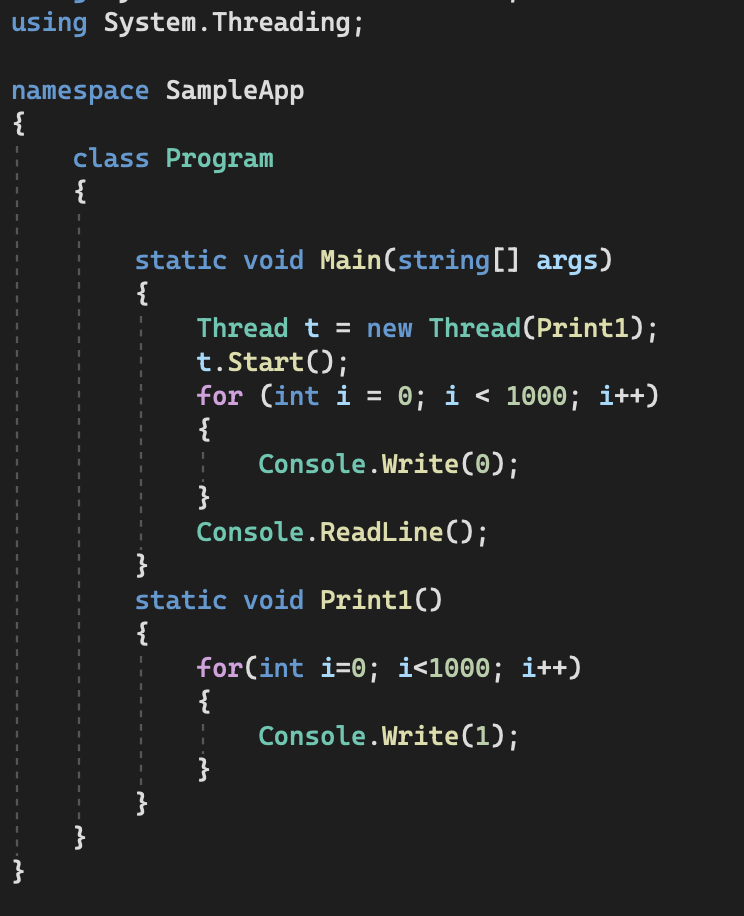 using System.Threading;
namespace SampleApp
{
    class Program
    {
        static void Main(string[] args)
        {
            Thread t = new Thread(Print1);
            t.Start();
            for (int i = 0; i < 1000; i++)
            {
                Console.Write(0);
            }
            Console.ReadLine();
        }
        static void Print1()
        {
            for(int i=0; i<1000; i++)
            {
                Console.Write(1);
            }
        }
    }
}